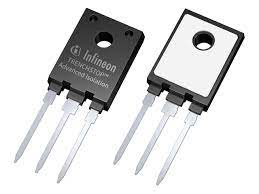 Infineon
TRENCHSTOP™
Advanced Isolation